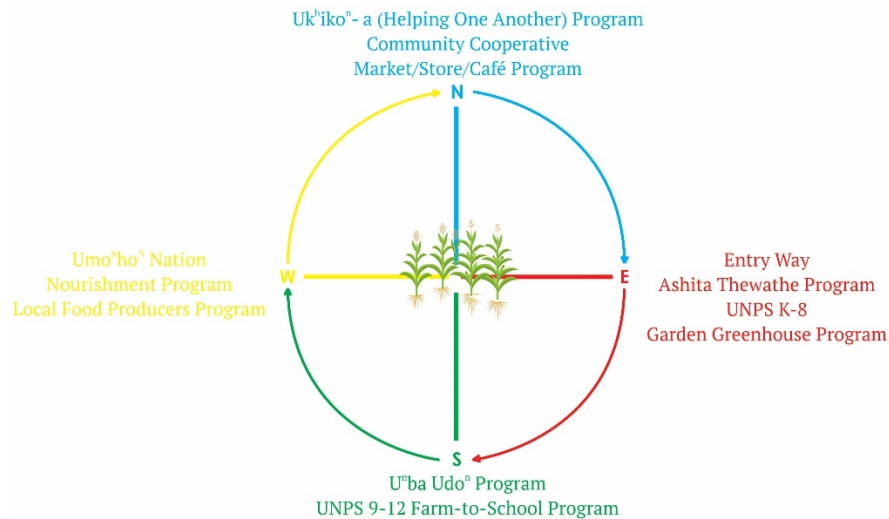 Ukʰikoⁿ- a (Helping One Another) Program
Community Cooperative
Market/Store/Café Program
N
Umoⁿhoᴺ Nation
Nourishment Program
Local Food Producers Program
W
E
Entry Way
Ashita Thewathe Program
UNPS K-8
Garden Greenhouse Program
S
Uⁿba Udoⁿ Program
UNPS 9-12 Farm-to-School Program